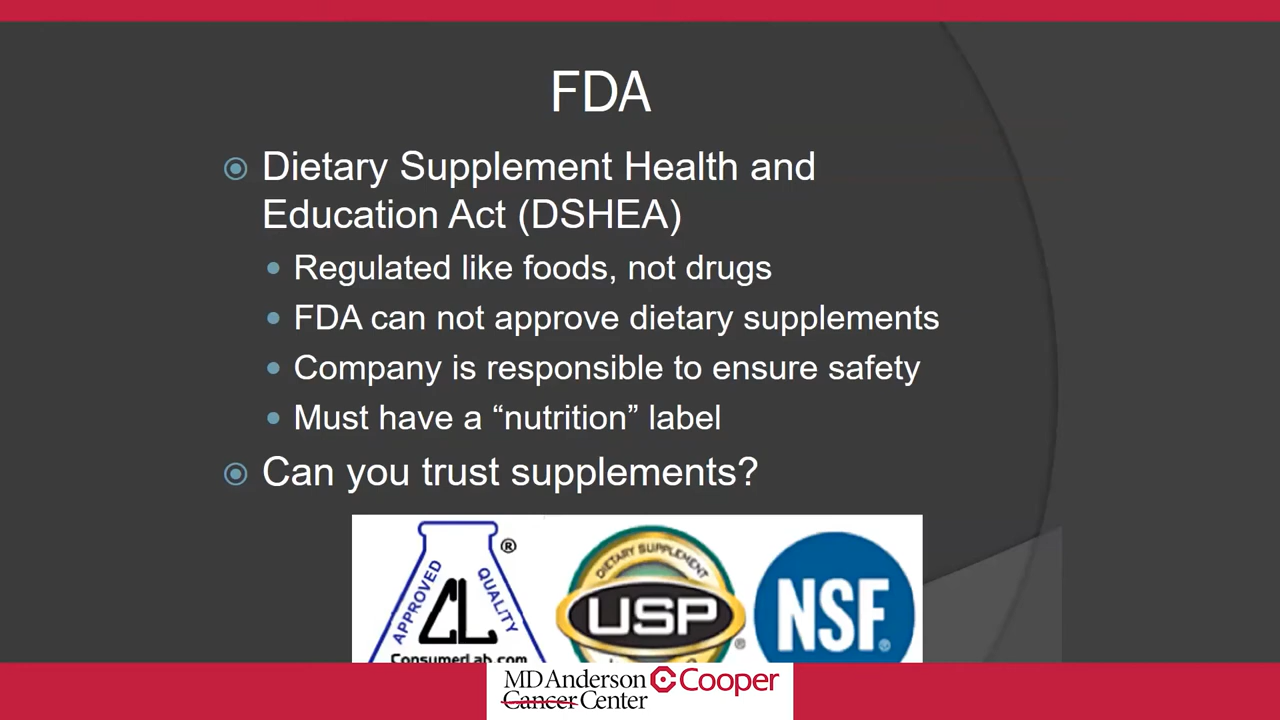 FDA
Dietary Supplement Health and
Education Act (DSHEA)
Regulated like foods, not drugs
FDA can not approve dietary supplements
Company is responsible to ensure safety
Must have a “nutrition” label
Can you trust supplements?
APPROVED QUALITY ®
CL
ConsumerLab.com
DIETARY SUPPLEMENT
USP ®
NSF ®
MD Anderson Cooper
Cancer Center